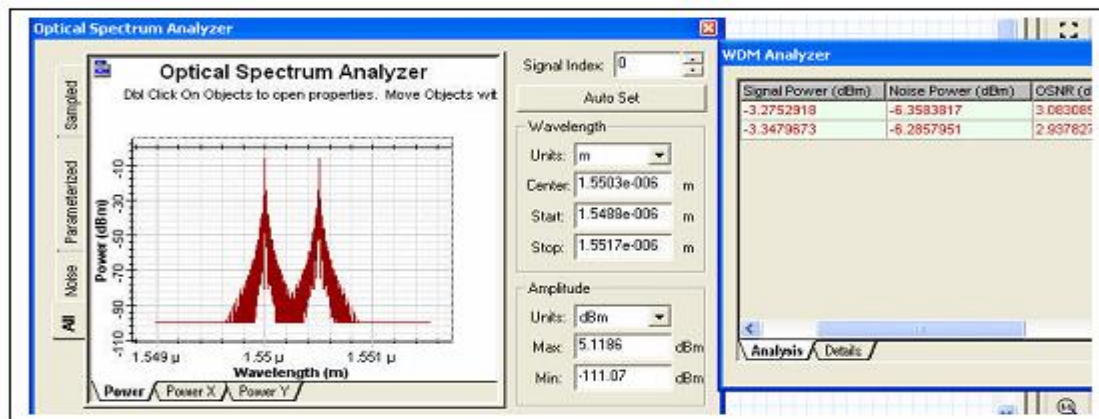 Optical Spectrum Analyzer
Sampled
Parameterized
Noise
All
Optical Spectrum Analyzer
Dbl Click On Objects to open properties. Move Objects wit
Power (dBm)
-10
-30
-50
-70
-90
-110
1.549 µ 1.55 µ 1.551 µ
Wavelength (m)
Power Power X Power Y
Signal Index: 0
Auto Set
Wavelength
Units: m
Center: 1.5503e-006 m
Start: 1.5489e-006 m
Stop: 1.5517e-006 m
Amplitude
Units: dBm
Max: 5.1186 dBm
Min: -111.07 dBm
WDM Analyzer
Signal Power (dBm) Noise Power (dBm) OSNR (d
-3.2752918 -6.3583817 3.083089
-3.3479673 -6.2857951 2.937827
Analysis Details